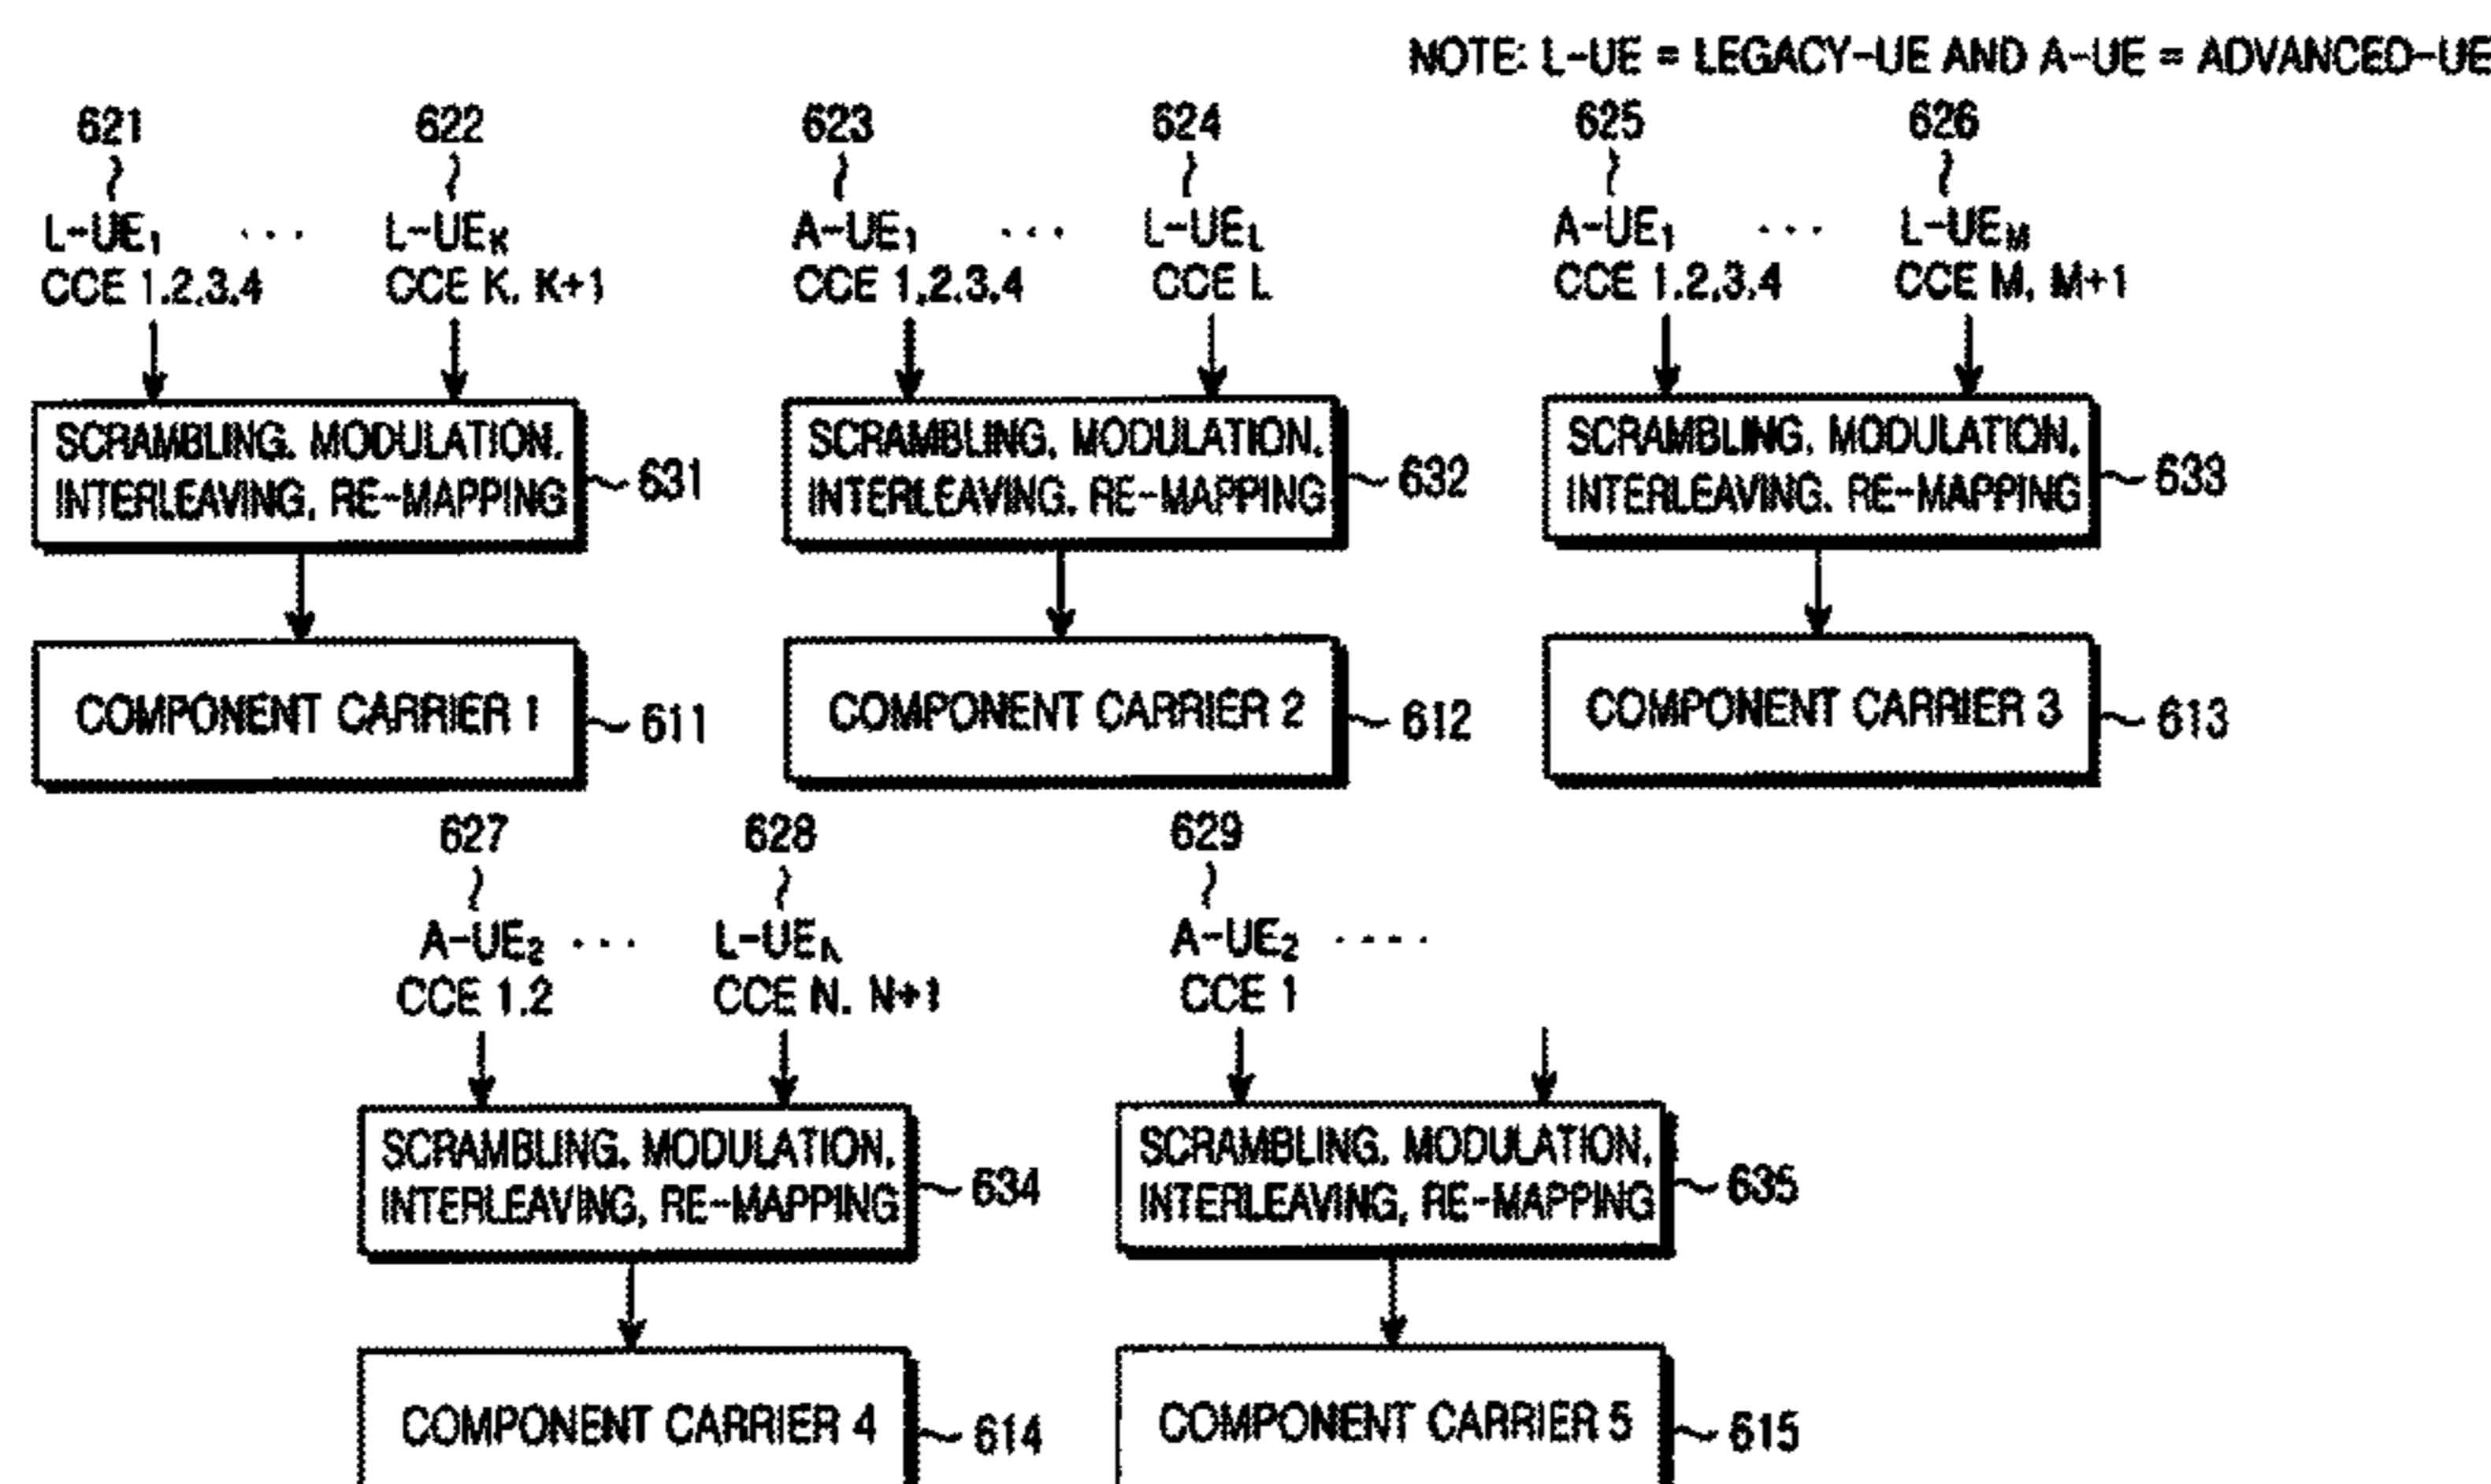 NOTE: L-UE = LEGACY-UE AND A-UE = ADVANCED-UE
621 622 623 624 625 626
L-UE₁ ... L-UEK A-UE₁ ... L-UEL A-UE₁ ... L-UEM
CCE 1.2.3.4 CCE K. K+1 CCE 1,2.3.4 CCE L CCE 1.2.3.4 CCE M, M+1
SCRAMBLING. MODULATION. SCRAMBLING, MODULATION. SCRAMBLING. MODULATION.
INTERLEAVING, RE-MAPPING 631 INTERLEAVING. RE-MAPPING 632 INTERLEAVING. RE-MAPPING 633
COMPONENT CARRIER 1 611 COMPONENT CARRIER 2 612 COMPONENT CARRIER 3 613
627 628 629
A-UE₂ ... L-UE A-UE₂ ....
CCE 1.2 CCE N. N+1 CCE 1
SCRAMBLING. MODULATION. SCRAMBLING. MODULATION.
INTERLEAVING, RE-MAPPING 634 INTERLEAVING, RE-MAPPING 635
COMPONENT CARRIER 4 614 COMPONENT CARRIER 5 615